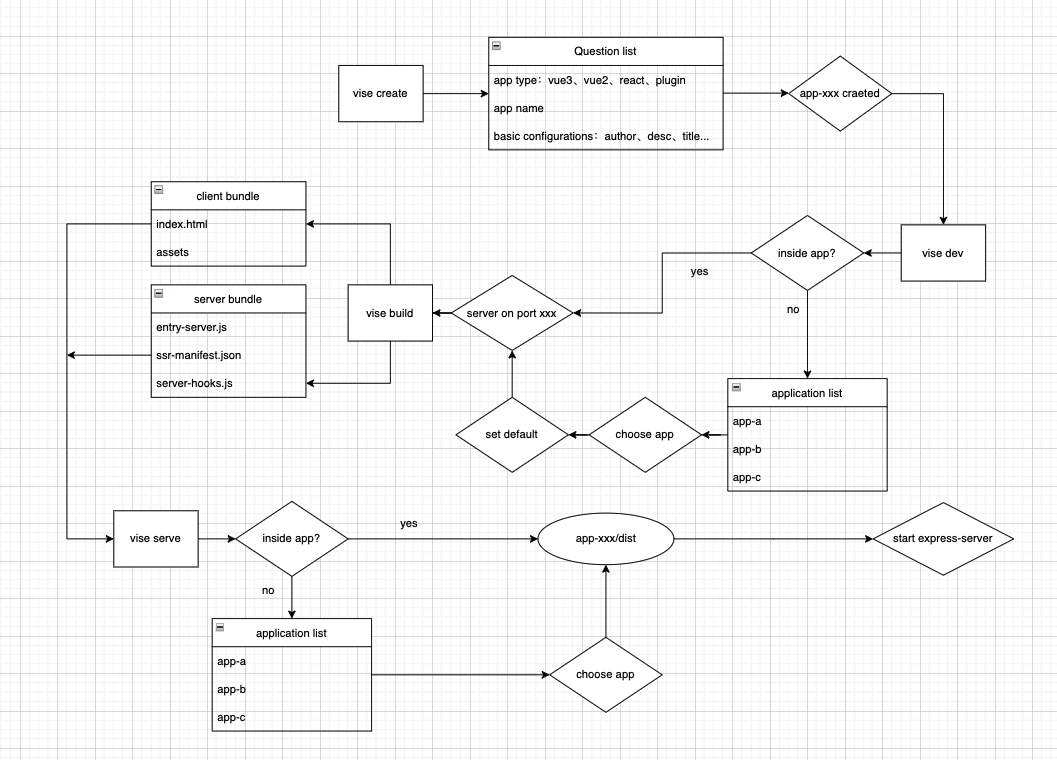 Question list
vise create
app type：vue3、vue2、react、plugin
app name
basic configurations：author、desc、title...
app-xxx craeted
client bundle
index.html
assets
inside app?
vise dev
yes
no
server bundle
entry-server.js
ssr-manifest.json
server-hooks.js
vise build
server on port xxx
application list
app-a
app-b
app-c
choose app
set default
vise serve
inside app?
yes
no
app-xxx/dist
start express-server
application list
app-a
app-b
app-c
choose app